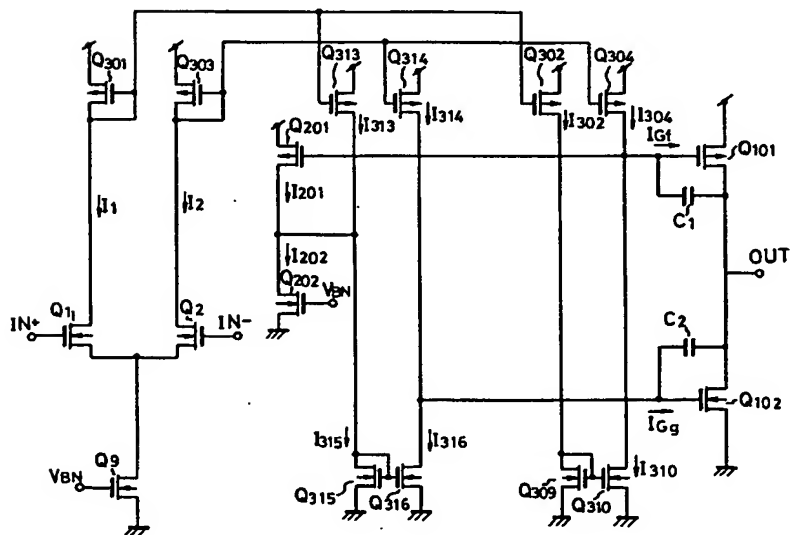 Q301
Q303
Q313
Q314
Q302
Q304
I313
I314
I302
I304
Q201
IGf
Q101
I1
I2
I201
C1
I202
OUT
Q202
VBN
Q1
Q2
IN+
IN-
C2
Q102
IGg
I315
I316
VBN
Q9
Q315
Q316
Q309
Q310
I310